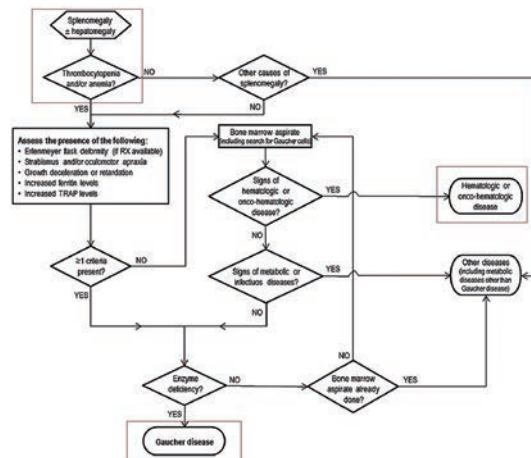 Splenomegaly
± hepatomegaly
Thrombocytopenia
and/or anemia?
NO
Other causes of
splenomegaly?
YES
YES
NO
Assess the presence of the following:
• Erlenmeyer flask deformity (if RX available)
• Strabismus and/or oculomotor apraxia
• Growth deceleration or retardation
• Increased ferritin levels
• Increased TRAP levels
Bone marrow aspirate
(including search for Gaucher cells)
Signs of
hematologic or
onco-hematologic
disease?
YES
Hematologic or
onco-hematologic
disease
NO
≥1 criteria
present?
NO
Signs of metabolic or
infectuos diseases?
YES
Other diseases
(including metabolic
diseases other than
Gaucher disease)
YES
NO
NO
Enzyme
deficiency?
NO
Bone marrow
aspirate already
done?
YES
YES
Gaucher disease